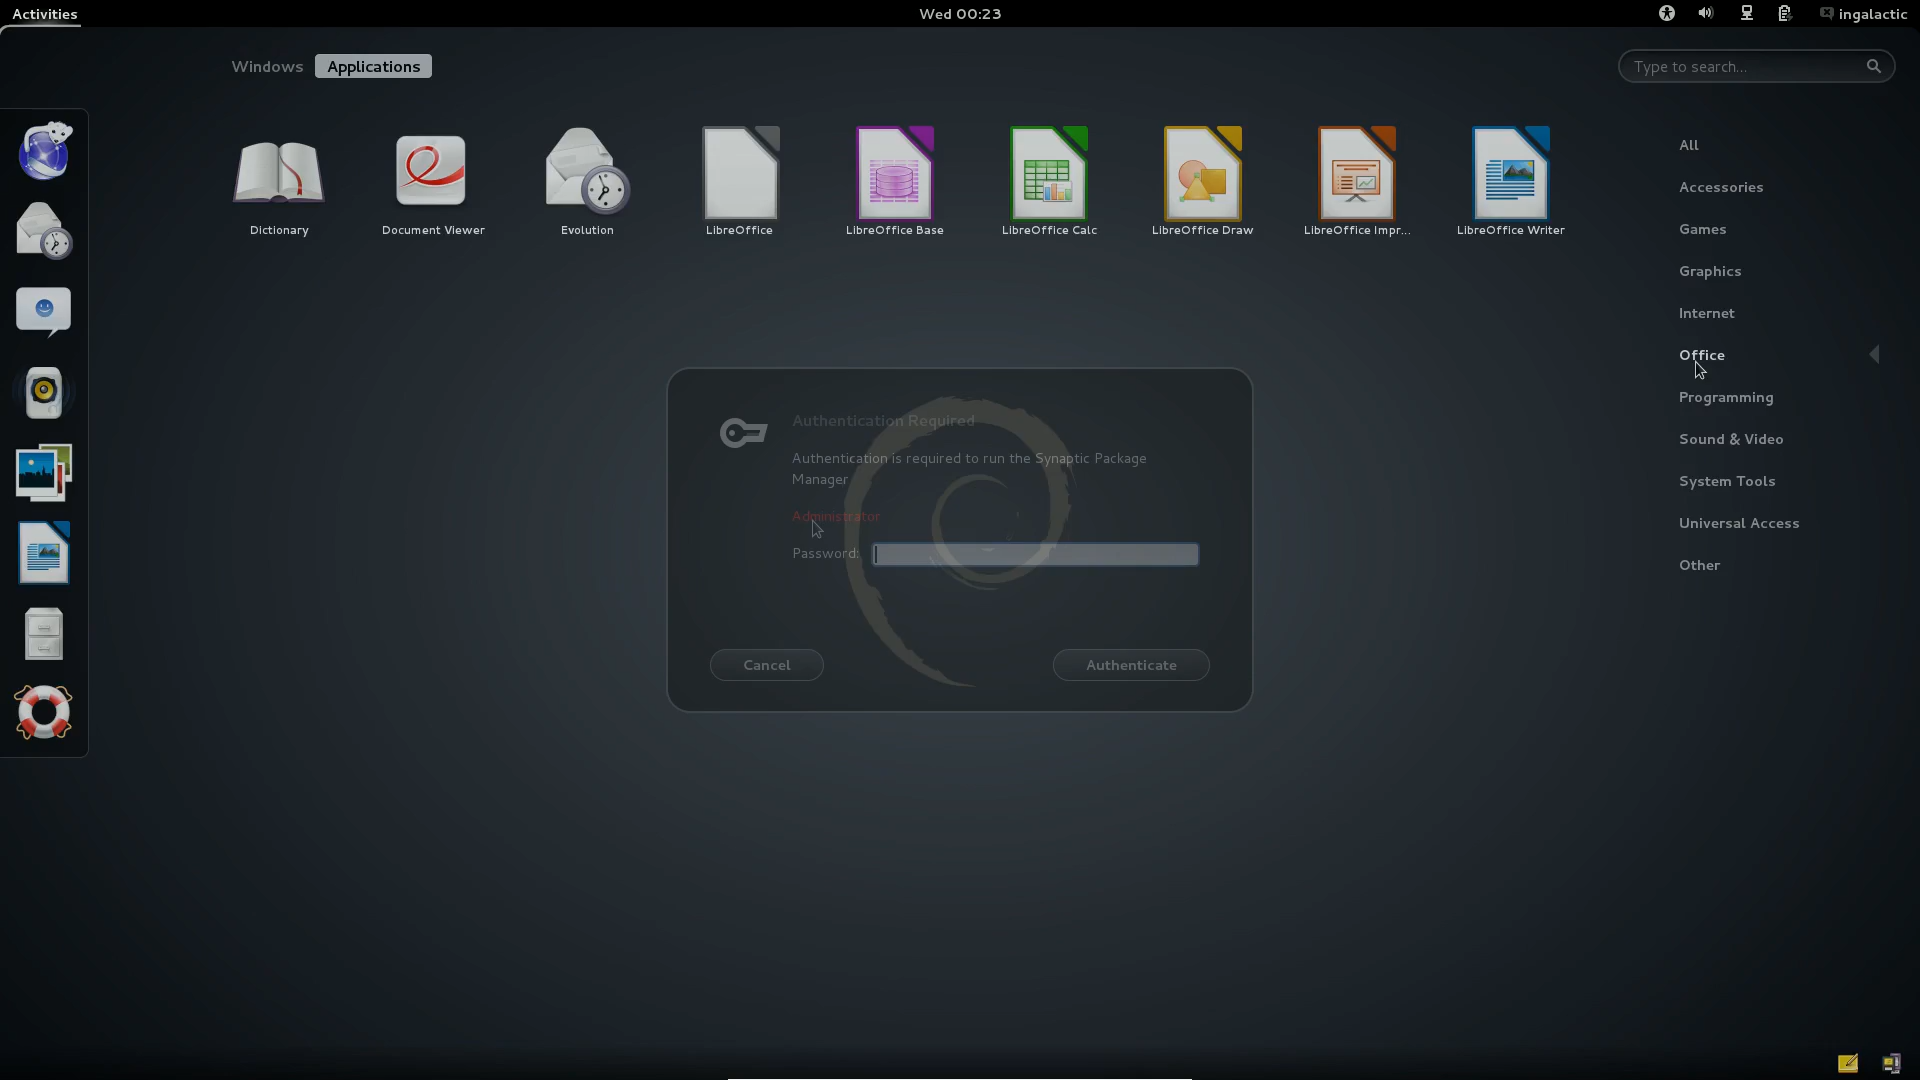 Activities
Wed 00:23
ingalactic
Windows
Applications
Type to search...
Dictionary
Document Viewer
Evolution
LibreOffice
LibreOffice Base
LibreOffice Calc
LibreOffice Draw
LibreOffice Impr...
LibreOffice Writer
All
Accessories
Games
Graphics
Internet
Office
Programming
Sound & Video
System Tools
Universal Access
Other
Authentication Required
Authentication is required to run the Synaptic Package
Manager
Administrator
Password:
Cancel
Authenticate